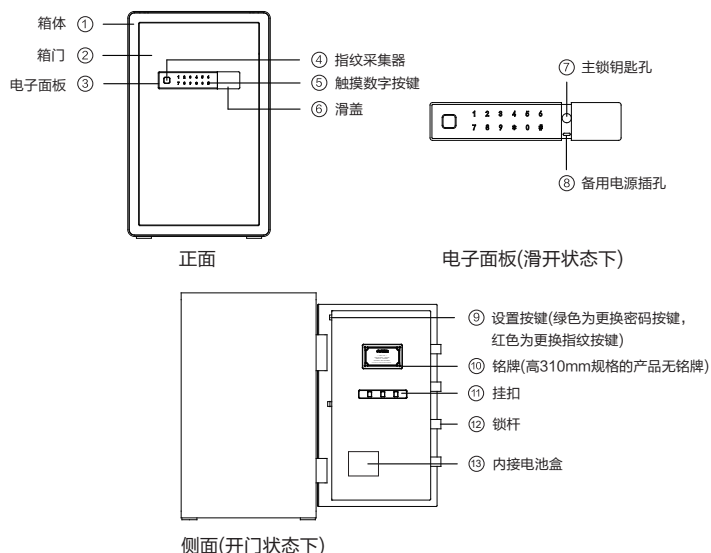 箱体 ①
箱门 ②
电子面板 ③
④ 指纹采集器
⑤ 触摸数字按键
⑥ 滑盖
正面
⑦ 主锁钥匙孔
1 2 3 4 5 6
7 8 9 * 0 #
⑧ 备用电源插孔
电子面板(滑开状态下)
⑨ 设置按键(绿色为更换密码按键，
红色为更换指纹按键)
⑩ 铭牌(高310mm规格的产品无铭牌)
⑪ 挂扣
⑫ 锁杆
⑬ 内接电池盒
侧面(开门状态下)